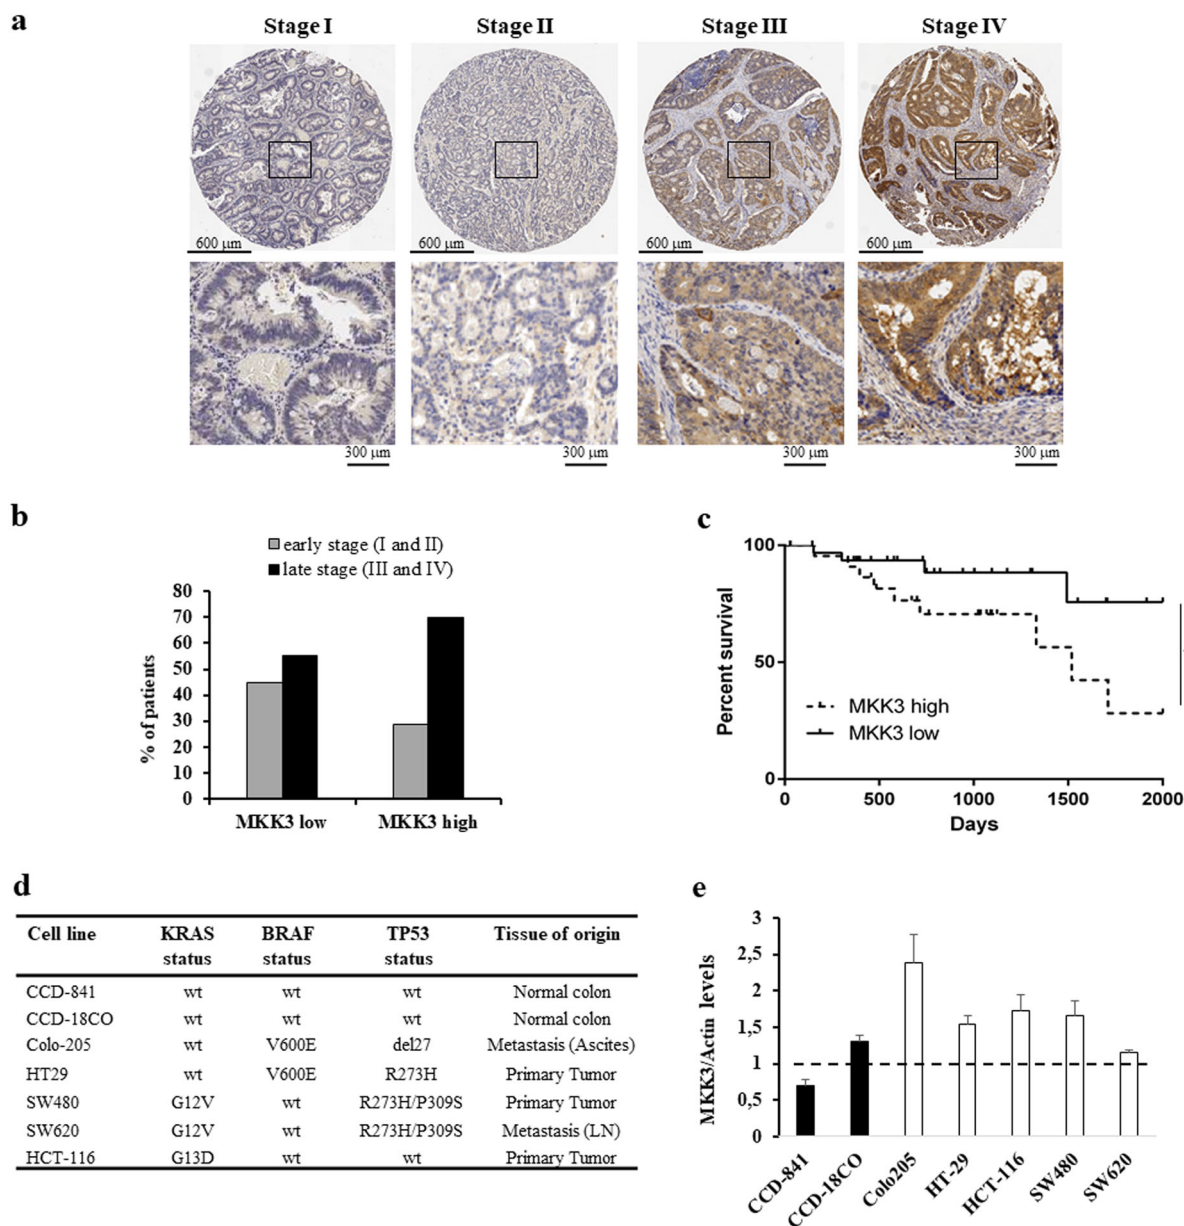 a
Stage I Stage II Stage III Stage IV
600 μm 600 μm 600 μm 600 μm
300 μm 300 μm 300 μm 300 μm
b
early stage (I and II)
late stage (III and IV)
80
70
60
50
40
30
20
10
0
% of patients
MKK3 low MKK3 high
c
100
50
0
Percent survival
MKK3 high
MKK3 low
0 500 1000 1500 2000
Days
d
Cell line KRAS status BRAF status TP53 status Tissue of origin
CCD-841 wt wt wt Normal colon
CCD-18CO wt wt wt Normal colon
Colo-205 wt V600E del27 Metastasis (Ascites)
HT29 wt V600E R273H Primary Tumor
SW480 G12V wt R273H/P309S Primary Tumor
SW620 G12V wt R273H/P309S Metastasis (LN)
HCT-116 G13D wt wt Primary Tumor
e
3
2,5
2
1,5
1
0,5
0
MKK3/Actin levels
CCD-841 CCD-18CO Colo205 HT-29 HCT-116 SW480 SW620